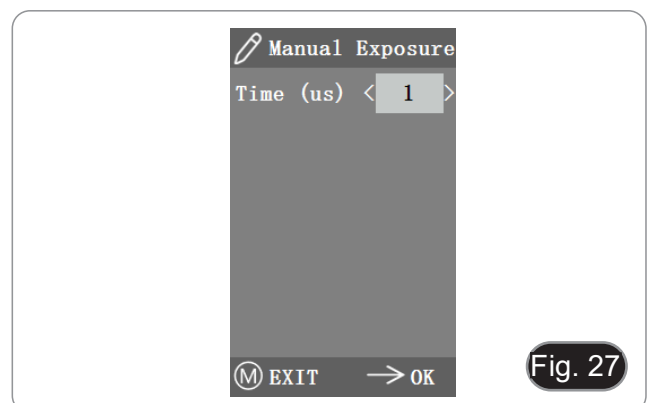 Manual Exposure
Time (us) < 1 >
Ⓜ EXIT → OK
Fig. 27